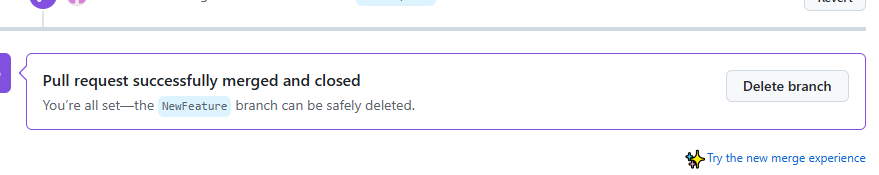 Revert
Pull request successfully merged and closed
You’re all set—the NewFeature branch can be safely deleted.
Delete branch
Try the new merge experience